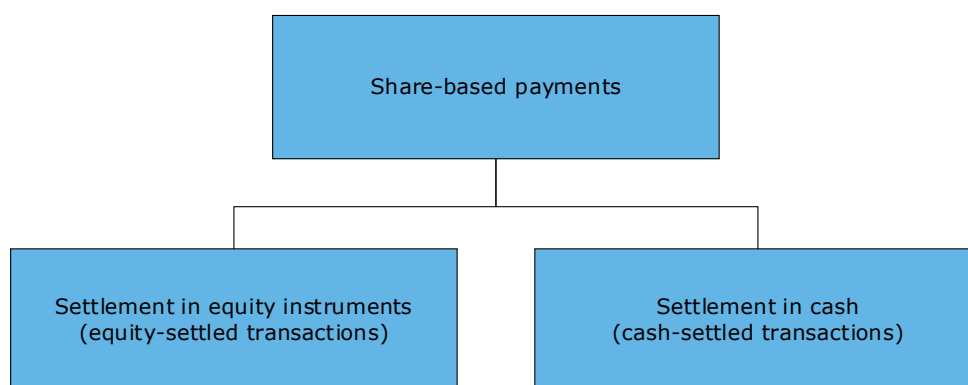 Share-based payments
Settlement in equity instruments
(equity-settled transactions)
Settlement in cash
(cash-settled transactions)